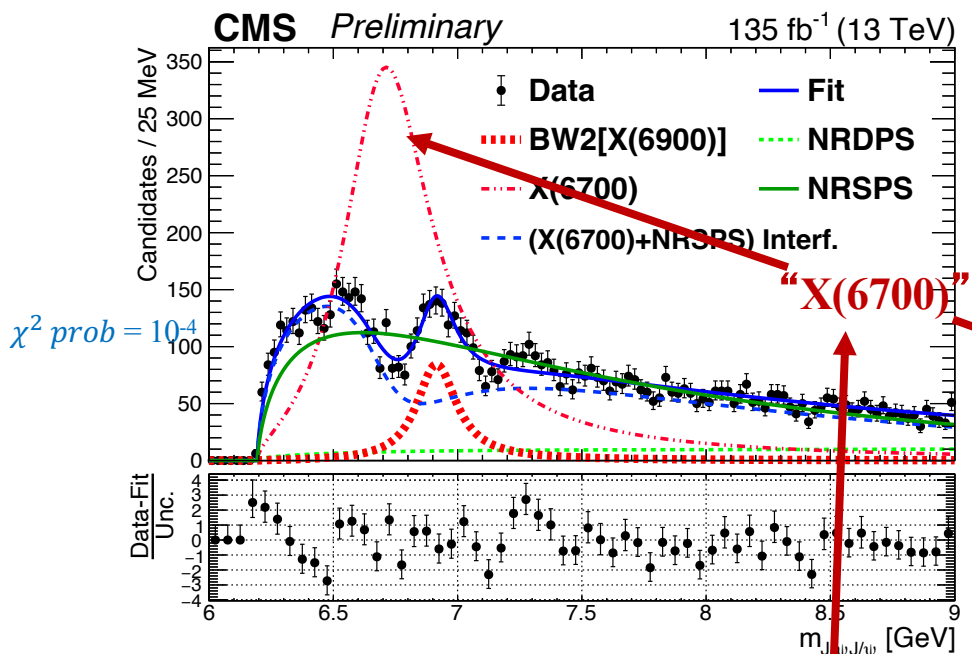 CMS Preliminary 135 fb⁻¹ (13 TeV)
Candidates / 25 MeV
350
300
250
200
150
100
50
0
Data
Fit
BW2[X(6900)]
NRDPS
X(6700)
NRSPS
(X(6700)+NRSPS) Interf.
“X(6700)”
χ² prob = 10⁻⁴
Data-Fit
Unc.
4
3
2
1
0
−1
−2
−3
−4
6 6.5 7 7.5 8 8.5 9
m J/ψJ/ψ [GeV]